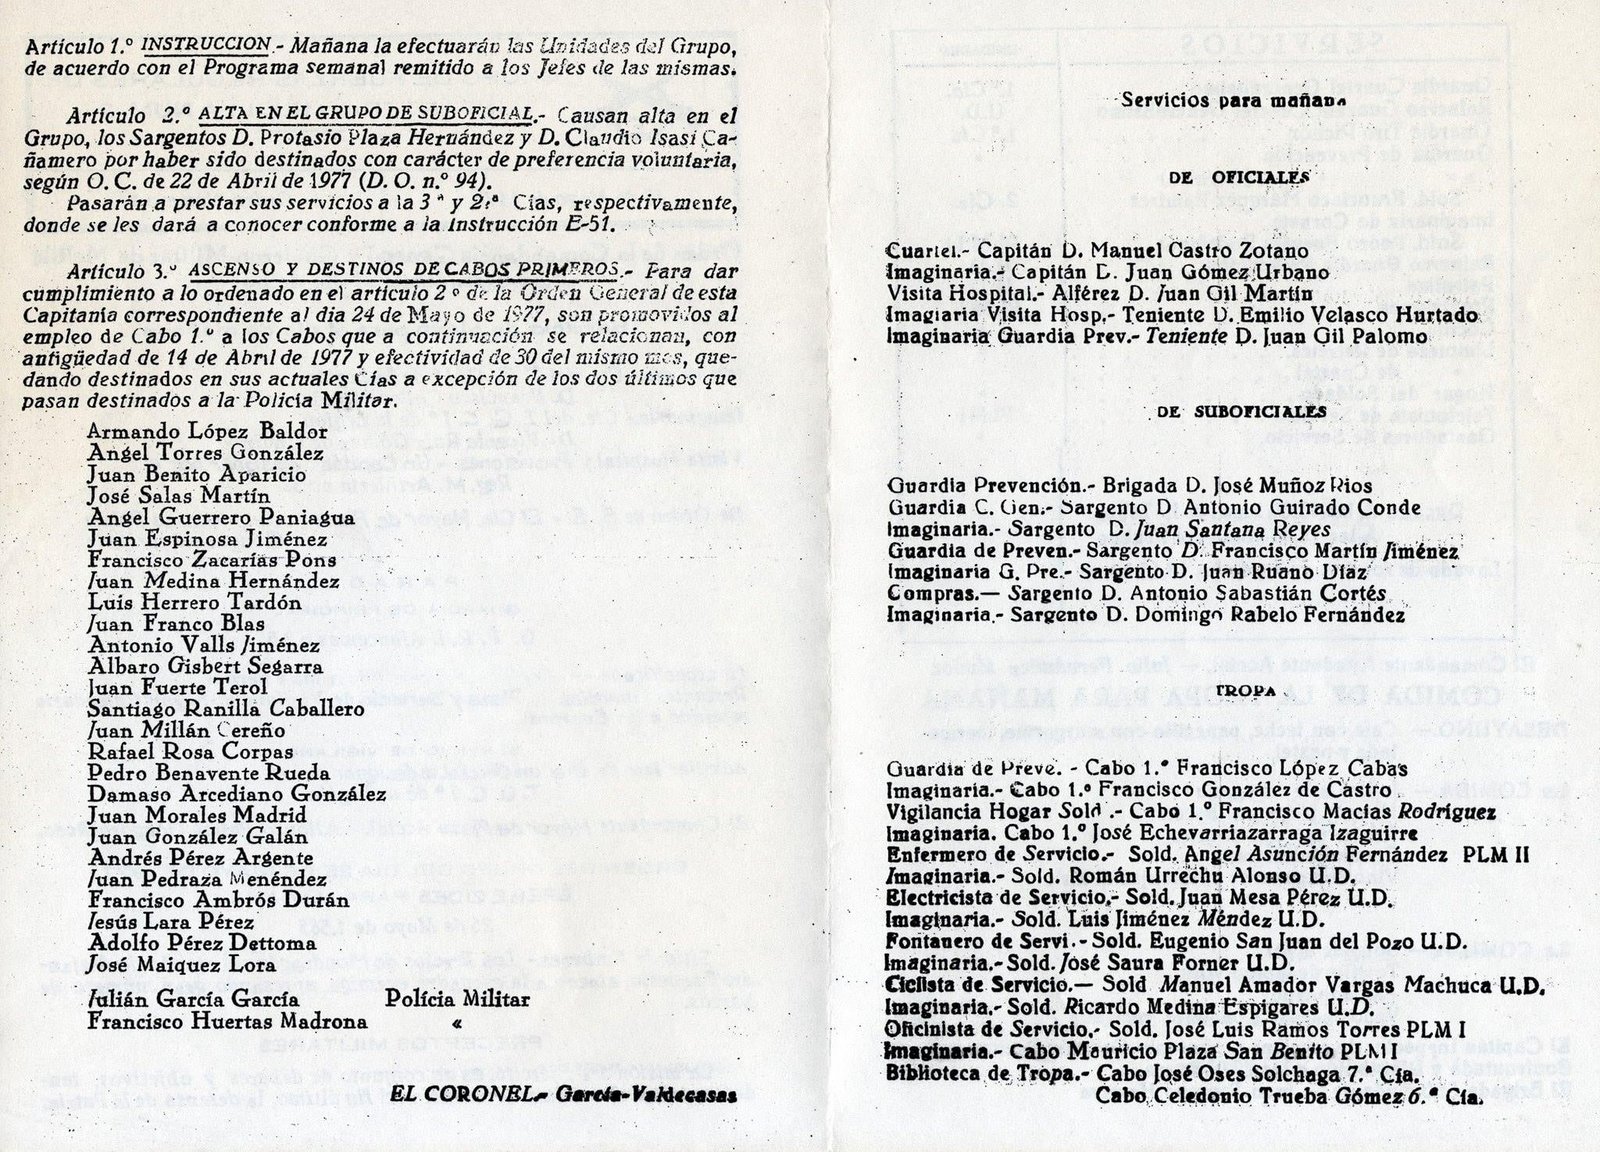 Artículo 1.º INSTRUCCION.- Mañana la efectuarán las Unidades del Grupo,
de acuerdo con el Programa semanal remitido a los Jefes de las mismas.
Artículo 2.º ALTA EN EL GRUPO DE SUBOFICIAL.- Causan alta en el
Grupo, los Sargentos D. Protasio Plaza Hernández y D. Claudio Isasi Ca-
ñamero por haber sido destinados con carácter de preferencia voluntaria,
según O. C. de 22 de Abril de 1977 (D. O. n.º 94).
Pasarán a prestar sus servicios a la 3ª y 2.ª Cías, respectivamente,
donde se les dará a conocer conforme a la Instrucción E-51.
Artículo 3.º ASCENSO Y DESTINOS DE CABOS PRIMEROS.- Para dar
cumplimiento a lo ordenado en el artículo 2º de la Orden General de esta
Capitanía correspondiente al dia 24 de Mayo de 1977, son promovidos al
empleo de Cabo 1.º a los Cabos que a continuación se relacionan, con
antigüedad de 14 de Abril de 1977 y efectividad de 30 del mismo mes, que-
dando destinados en sus actuales Cías a excepción de los dos últimos que
pasan destinados a la Policía Militar.
Armando López Baldor
Angel Torres González
Juan Benito Aparicio
José Salas Martín
Angel Guerrero Paniagua
Juan Espinosa Jiménez
Francisco Zacarías Pons
Juan Medina Hernández
Luis Herrero Tardón
Juan Franco Blas
Antonio Valls Jiménez
Albaro Gisbert Segarra
Juan Fuerte Terol
Santiago Ranilla Caballero
Juan Millán Cereño
Rafael Rosa Corpas
Pedro Benavente Rueda
Damaso Arcediano González
Juan Morales Madrid
Juan González Galán
Andrés Pérez Argente
Juan Pedraza Menéndez
Francisco Ambrós Durán
Jesús Lara Pérez
Adolfo Pérez Dettoma
José Maiquez Lora
Julián García García Policía Militar
Francisco Huertas Madrona «
EL CORONEL.- García-Valdecasas
Servicios para mañana
DE OFICIALES
Cuartel.- Capitán D. Manuel Castro Zotano
Imaginaria.- Capitán D. Juan Gómez Urbano
Visita Hospital.- Alférez D. Juan Gil Martín
Imagiaria Visita Hosp,- Teniente D. Emilio Velasco Hurtado
Imaginaria Guardia Prev.- Teniente D. Juan Gil Palomo
DE SUBOFICIALES
Guardia Prevención.- Brigada D. José Muñoz Rios
Guardia C. Gen.- Sargento D Antonio Guirado Conde
Imaginaria.- Sargento D. Juan Santana Reyes
Guardia de Preven.- Sargento D. Francisco Martín Jiménez
Imaginaria G. Pre.- Sargento D. Juan Ruano Díaz
Compras.— Sargento D. Antonio Sabastián Cortés
Imaginaria.- Sargento D. Domingo Rabelo Fernández
TROPA
Guardia de Preve. - Cabo 1.º Francisco López Cabas
Imaginaria.- Cabo 1.º Francisco González de Castro
Vigilancia Hogar Sold .- Cabo 1.º Francisco Macías Rodríguez
Imaginaria. Cabo 1.º José Echevarriazarraga Izaguirre
Enfermero de Servicio.- Sold. Angel Asunción Fernández PLM II
Imaginaria.- Sold. Román Urrechu Alonso U.D.
Electricista de Servicio,- Sold. Juan Mesa Pérez U.D.
Imaginaria.- Sold. Luis Jiménez Méndez U.D.
Fontanero de Servi.- Sold. Eugenio San Juan del Pozo U.D.
Imaginaria.- Sold. José Saura Forner U.D.
Ciclista de Servicio.— Sold Manuel Amador Vargas Machuca U.D.
Imaginaria.- Sold. Ricardo Medina Espigares U.D.
Oficinista de Servicio,- Sold. José Luis Ramos Torres PLM I
Imaginaria.- Cabo Mauricio Plaza San Benito PLM I
Biblioteca de Tropa.- Cabo José Oses Solchaga 7.ª Cía.
Cabo Celedonio Trueba Gómez 6.ª Cía.